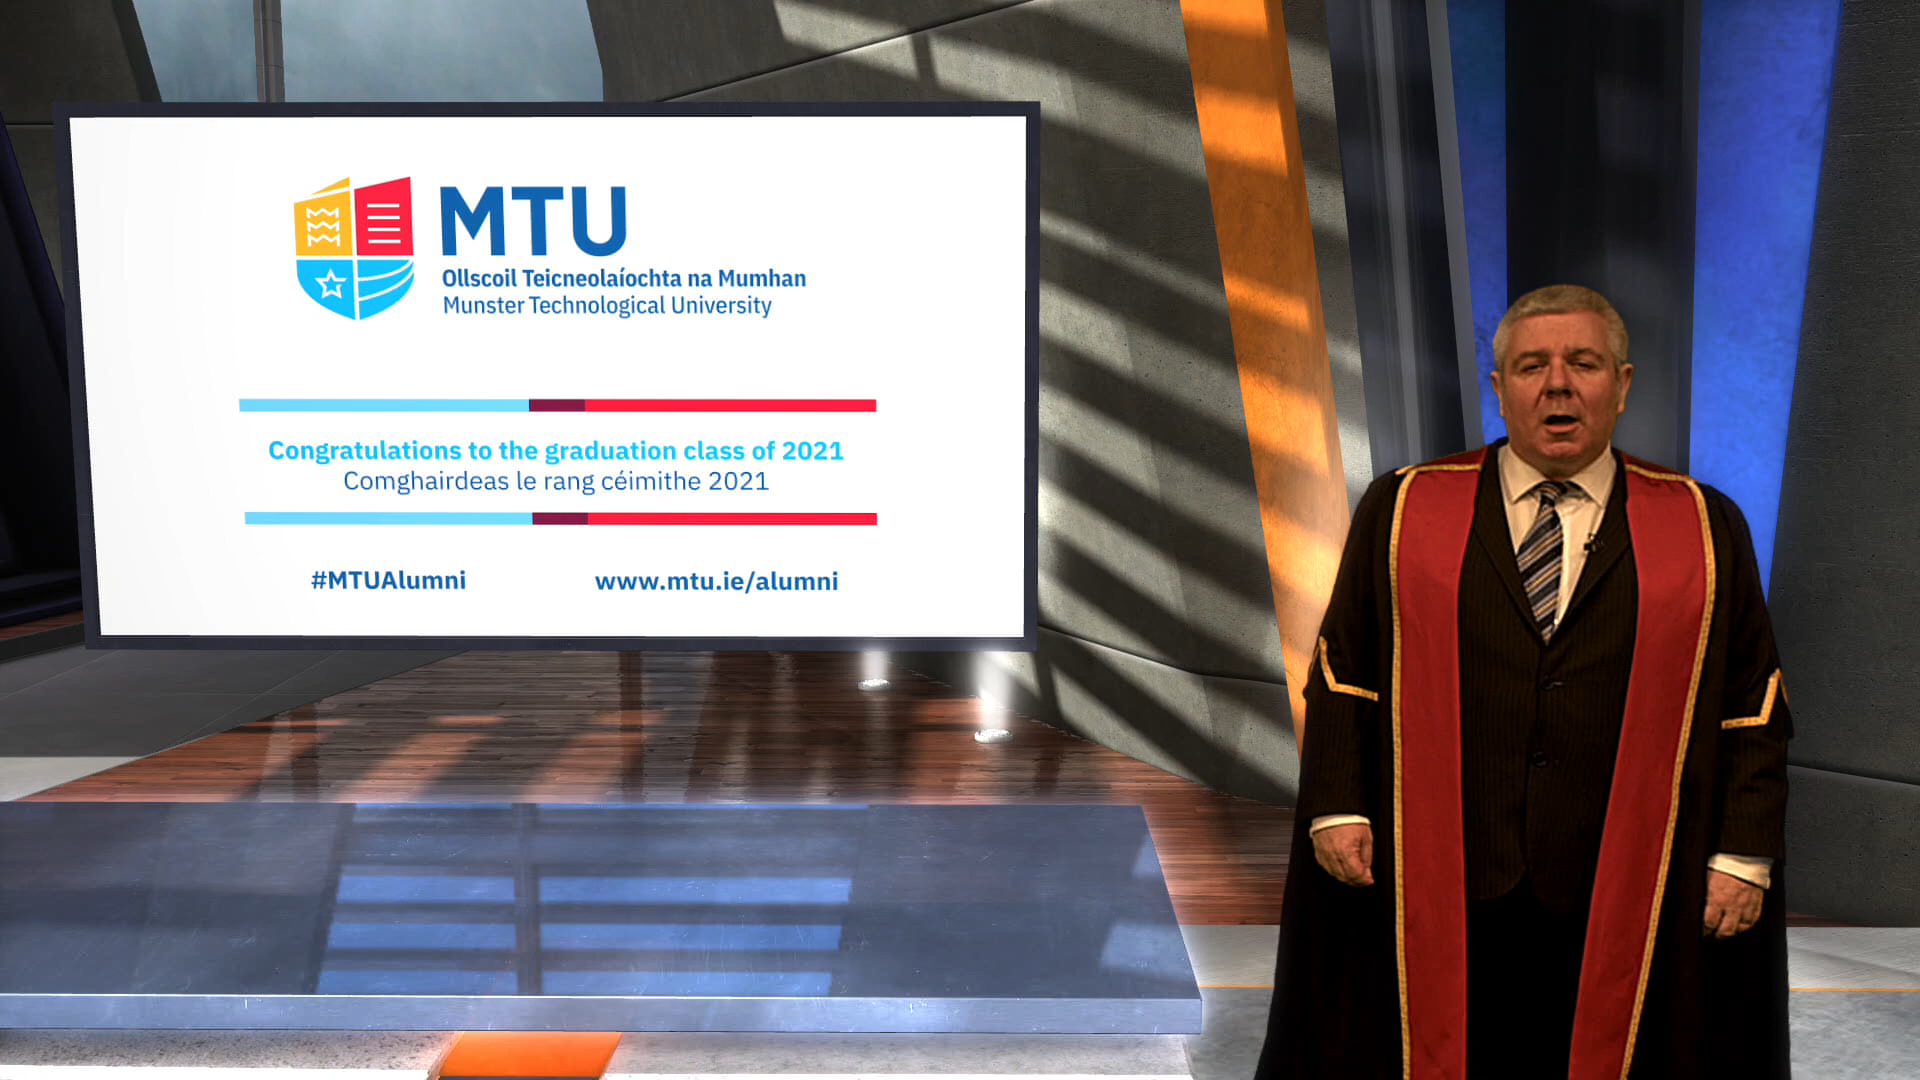 MTU
Ollscoil Teicneolaíochta na Mumhan
Munster Technological University
Congratulations to the graduation class of 2021
Comghairdeas le rang céimithe 2021
#MTUAlumni
www.mtu.ie/alumni